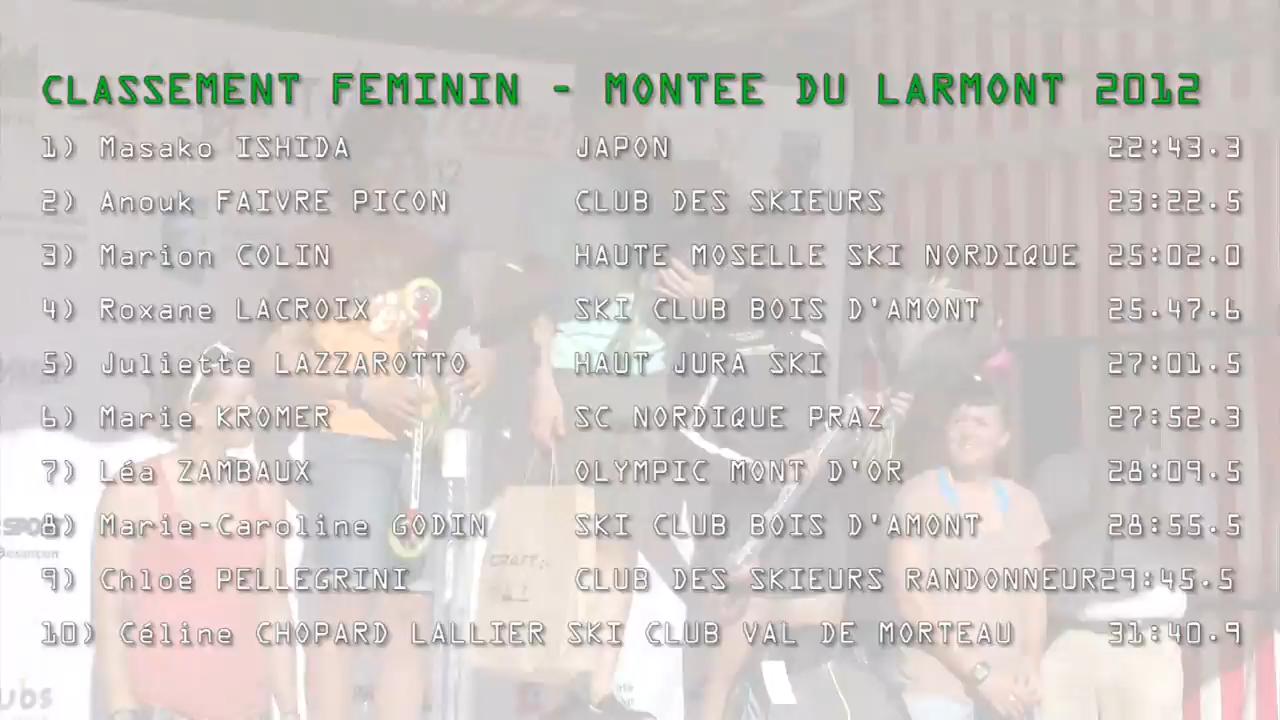 CLASSEMENT FEMININ - MONTEE DU LARMONT 2012
1) Masako ISHIDA JAPON 22:43.3
2) Anouk FAIVRE PICON CLUB DES SKIEURS 23:22.5
3) Marion COLIN HAUTE MOSELLE SKI NORDIQUE 25:02.0
4) Roxane LACROIX SKI CLUB BOIS D'AMONT 25.47.6
5) Juliette LAZZAROTTO HAUT JURA SKI 27:01.5
6) Marie KROMER SC NORDIQUE PRAZ 27:52.3
7) Léa ZAMBAUX OLYMPIC MONT D'OR 28:09.5
8) Marie-Caroline GODIN SKI CLUB BOIS D'AMONT 28:55.5
9) Chloé PELLEGRINI CLUB DES SKIEURS RANDONNEUR29:45.5
10) Céline CHOPARD LALLIER SKI CLUB VAL DE MORTEAU 31:40.9
CRAFT